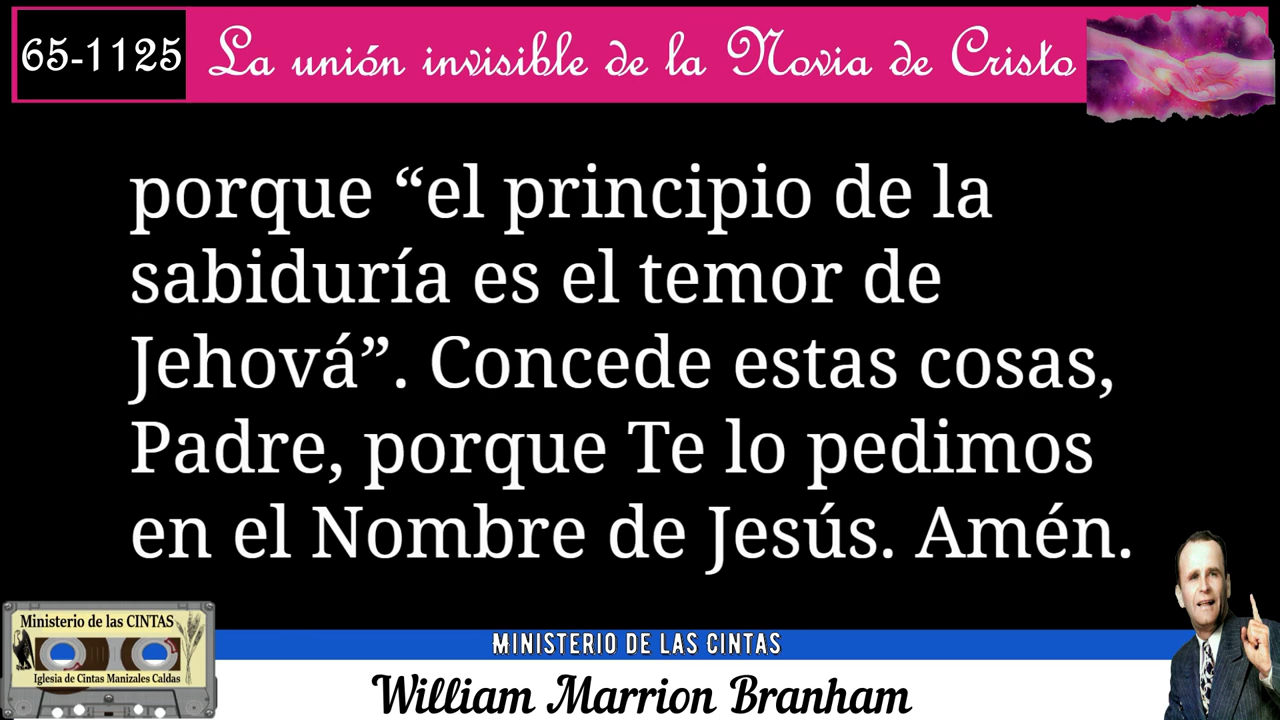 65-1125 La unión invisible de la Novia de Cristo
porque “el principio de la
sabiduría es el temor de
Jehová”. Concede estas cosas,
Padre, porque Te lo pedimos
en el Nombre de Jesús. Amén.
Ministerio de las CINTAS
Iglesia de Cintas Manizales Caldas
MINISTERIO DE LAS CINTAS
William Marrion Branham